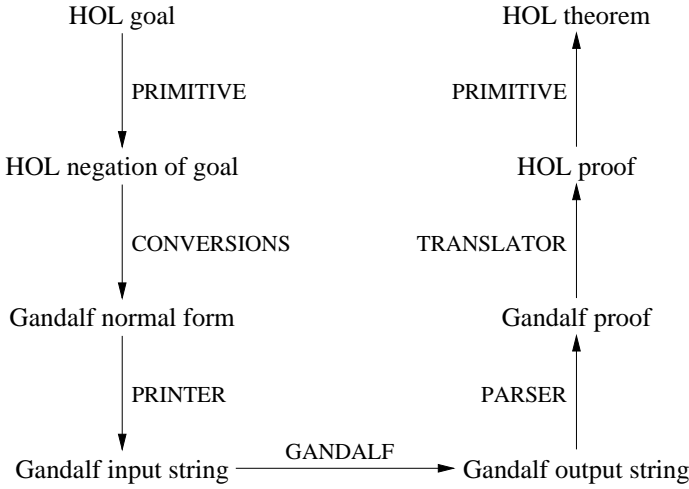 HOL goal
HOL theorem
PRIMITIVE
PRIMITIVE
HOL negation of goal
HOL proof
CONVERSIONS
TRANSLATOR
Gandalf normal form
Gandalf proof
PRINTER
PARSER
GANDALF
Gandalf input string
Gandalf output string